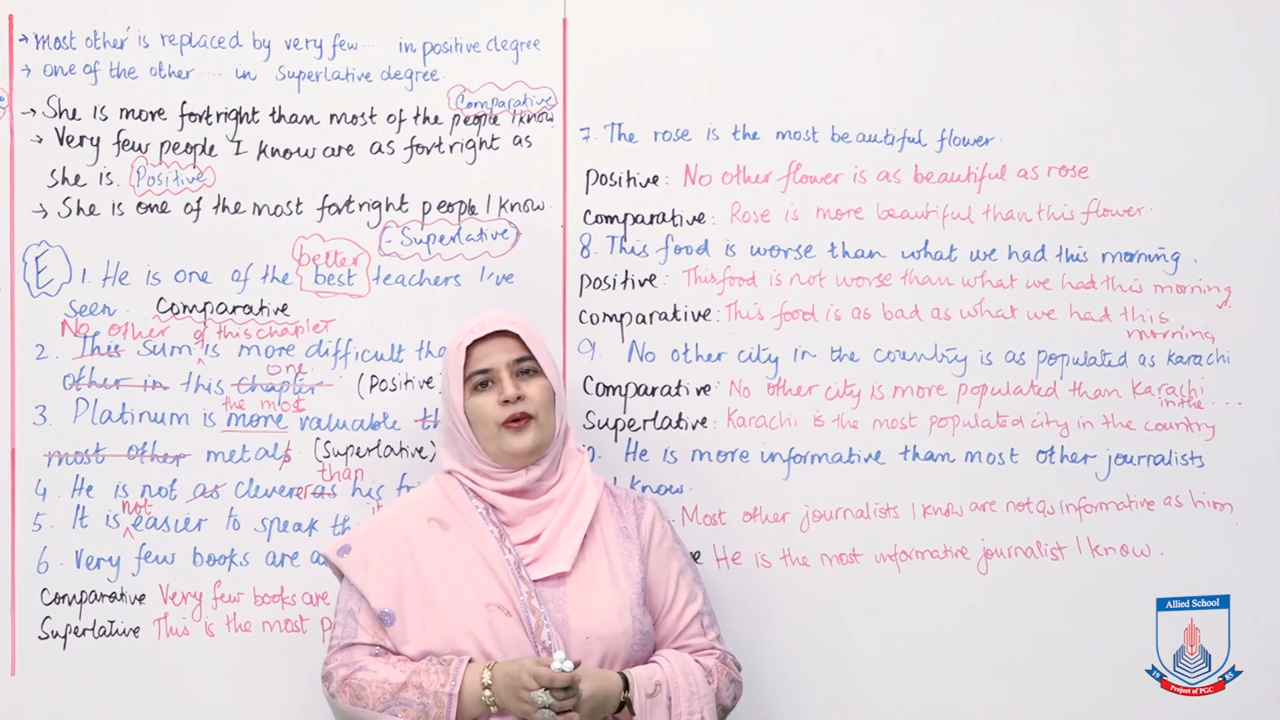 → Most other is replaced by very few ... in positive degree
→ one of the other .... in superlative degree.
Comparative
→ She is more fortright than most of the people I know
→ Very few people I know are as fortright as
she is. Positive
→ She is one of the most fortright people I know.
- Superlative
better
E 1. He is one of the best teachers I've
seen. Comparative
No other of this chapter
2. This sum is more difficult tha
one
other in this chapter (Positive
the most
3. Platinum is more valuable th
most other metals (Superlative)
than
4. He is not as cleverer as his fri
not it
5. It is easier to speak th
6. Very few books are a
Comparative Very few books are
Superlative This is the most p
7. The rose is the most beautiful flower.
positive: No other flower is as beautiful as rose
comparative: Rose is more beautiful than this flower.
8. This food is worse than what we had this morning.
positive: This food is not worse than what we had this morning
comparative: This food is as bad as what we had this
morning
9. No other city in the country is as populated as Karachi
Comparative: No other city is more populated than Karachi
in the ...
Superlative: Karachi is the most populated city in the country
0. He is more informative than most other journalists
I know.
Most other journalists I know are not as informative as him
e He is the most informative journalist I know.
Allied School
19 85
Project of PGC